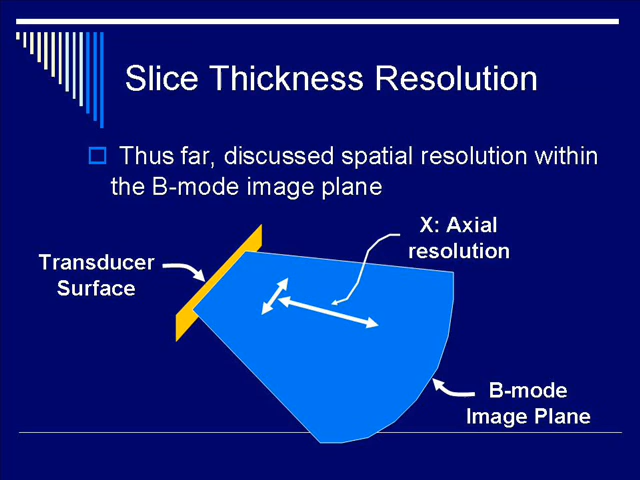 Slice Thickness Resolution
Thus far, discussed spatial resolution within
the B-mode image plane
X: Axial
resolution
Transducer
Surface
B-mode
Image Plane